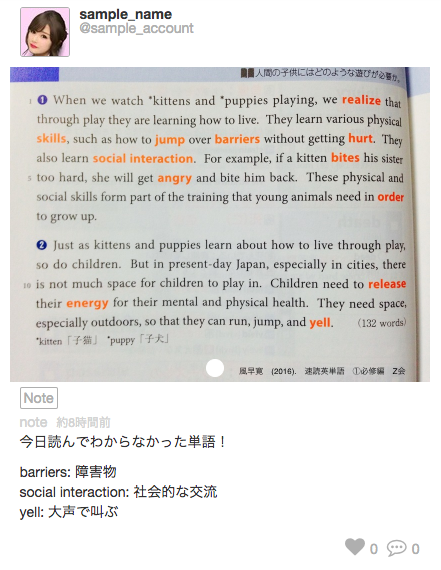 sample_name
@sample_account
人間の子供にはどのような遊びが必要か。
1 ❶ When we watch *kittens and *puppies playing, we realize that
through play they are learning how to live. They learn various physical
skills, such as how to jump over barriers without getting hurt. They
also learn social interaction. For example, if a kitten bites his sister
5 too hard, she will get angry and bite him back. These physical and
social skills form part of the training that young animals need in order
to grow up.
❷ Just as kittens and puppies learn about how to live through play,
so do children. But in present-day Japan, especially in cities, there
10 is not much space for children to play in. Children need to release
their energy for their mental and physical health. They need space,
especially outdoors, so that they can run, jump, and yell. (132 words)
*kitten「子猫」 *puppy「子犬」
風早寛 (2016). 速読英単語 ①必修編 Z会
Note
note 約8時間前
今日読んでわからなかった単語！
barriers: 障害物
social interaction: 社会的な交流
yell: 大声で叫ぶ
0 0